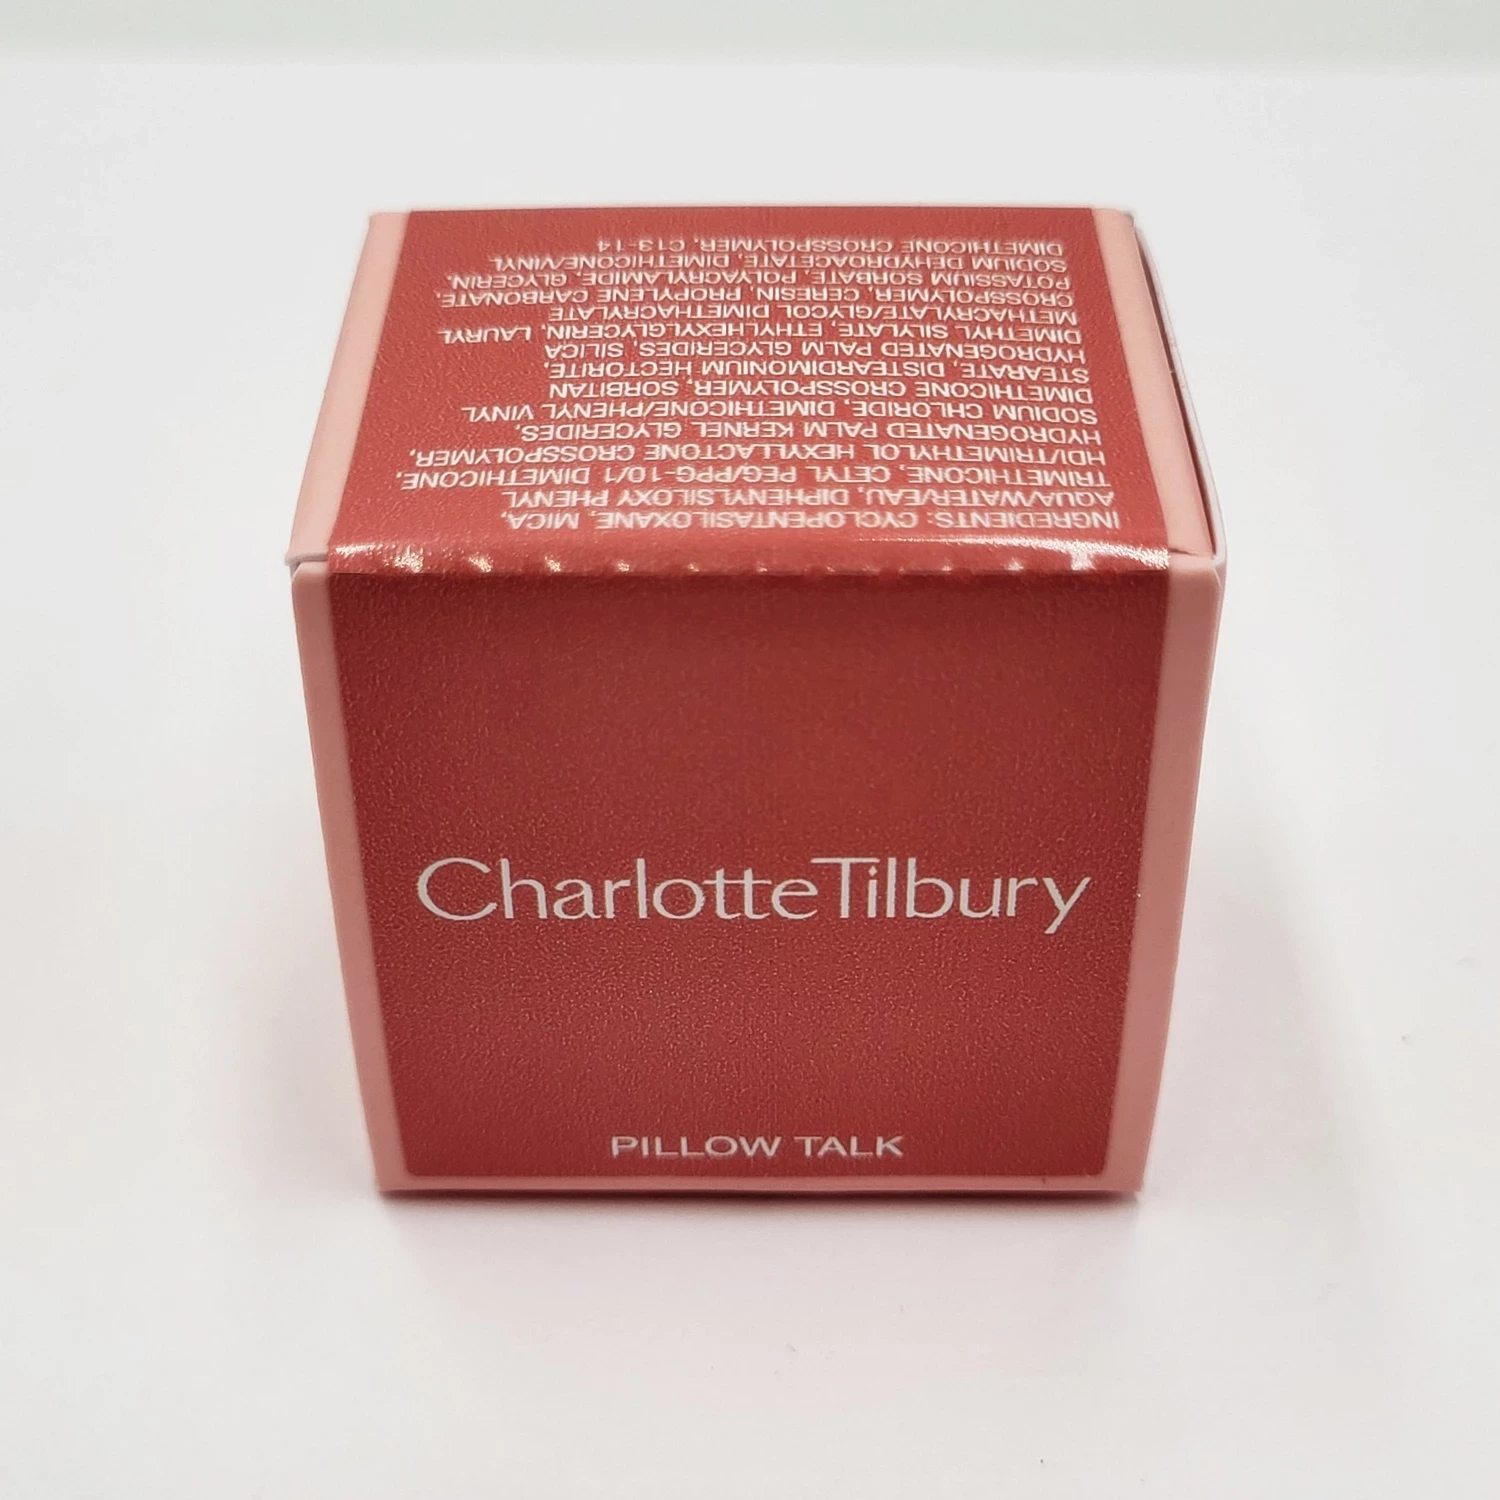 INGREDIENTS: CYCLOPENTASILOXANE, MICA,
AQUA/WATER/EAU, DIPHENYLSILOXY PHENYL
TRIMETHICONE, CETYL PEG/PPG-10/1 DIMETHICONE,
HDI/TRIMETHYLOL HEXYLLACTONE CROSSPOLYMER,
HYDROGENATED PALM KERNEL GLYCERIDES,
SODIUM CHLORIDE, DIMETHICONE/PHENYL VINYL
DIMETHICONE CROSSPOLYMER, SORBITAN
STEARATE, DISTEARDIMONIUM HECTORITE,
HYDROGENATED PALM GLYCERIDES, SILICA
DIMETHYL SILYLATE, ETHYLHEXYLGLYCERIN, LAURYL
METHACRYLATE/GLYCOL DIMETHACRYLATE
CROSSPOLYMER, CERESIN, PROPYLENE CARBONATE,
POTASSIUM SORBATE, POLYACRYLAMIDE, GLYCERIN,
SODIUM DEHYDROACETATE, DIMETHICONE/VINYL
DIMETHICONE CROSSPOLYMER, C13-14
CharlotteTilbury
PILLOW TALK